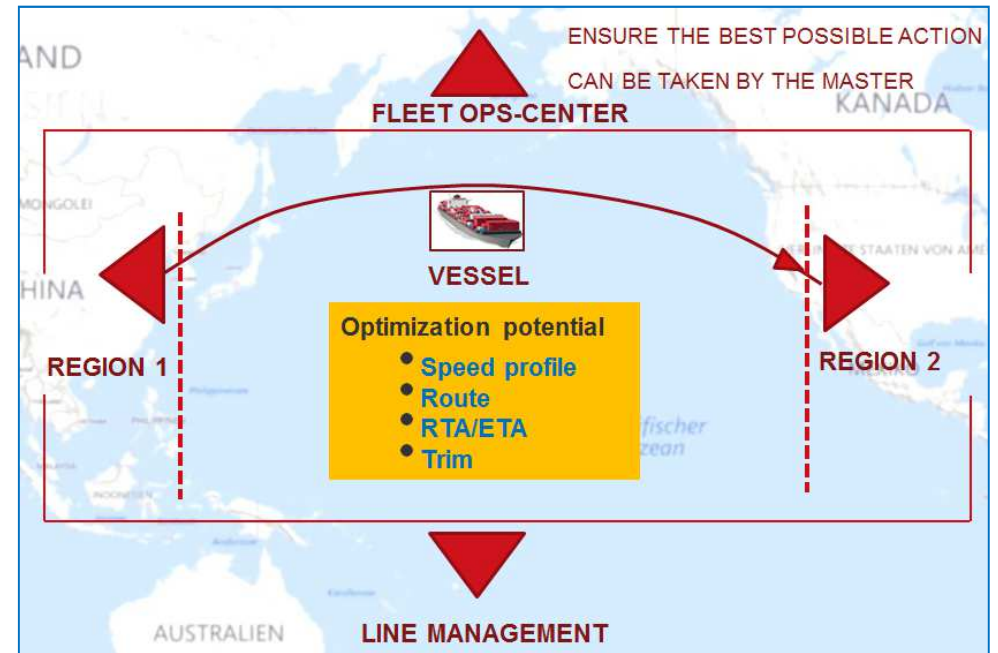 ENSURE THE BEST POSSIBLE ACTION
AND
CAN BE TAKEN BY THE MASTER
KANADA
FLEET OPS-CENTER
MONGOLEI
VESSEL
STAATEN VON AME
HINA
Optimization potential
• Speed profile
REGION 1
REGION 2
• Route
• RTA/ETA
ifischer
zean
• Trim
INDONESIEN
AUSTRALIEN
LINE MANAGEMENT